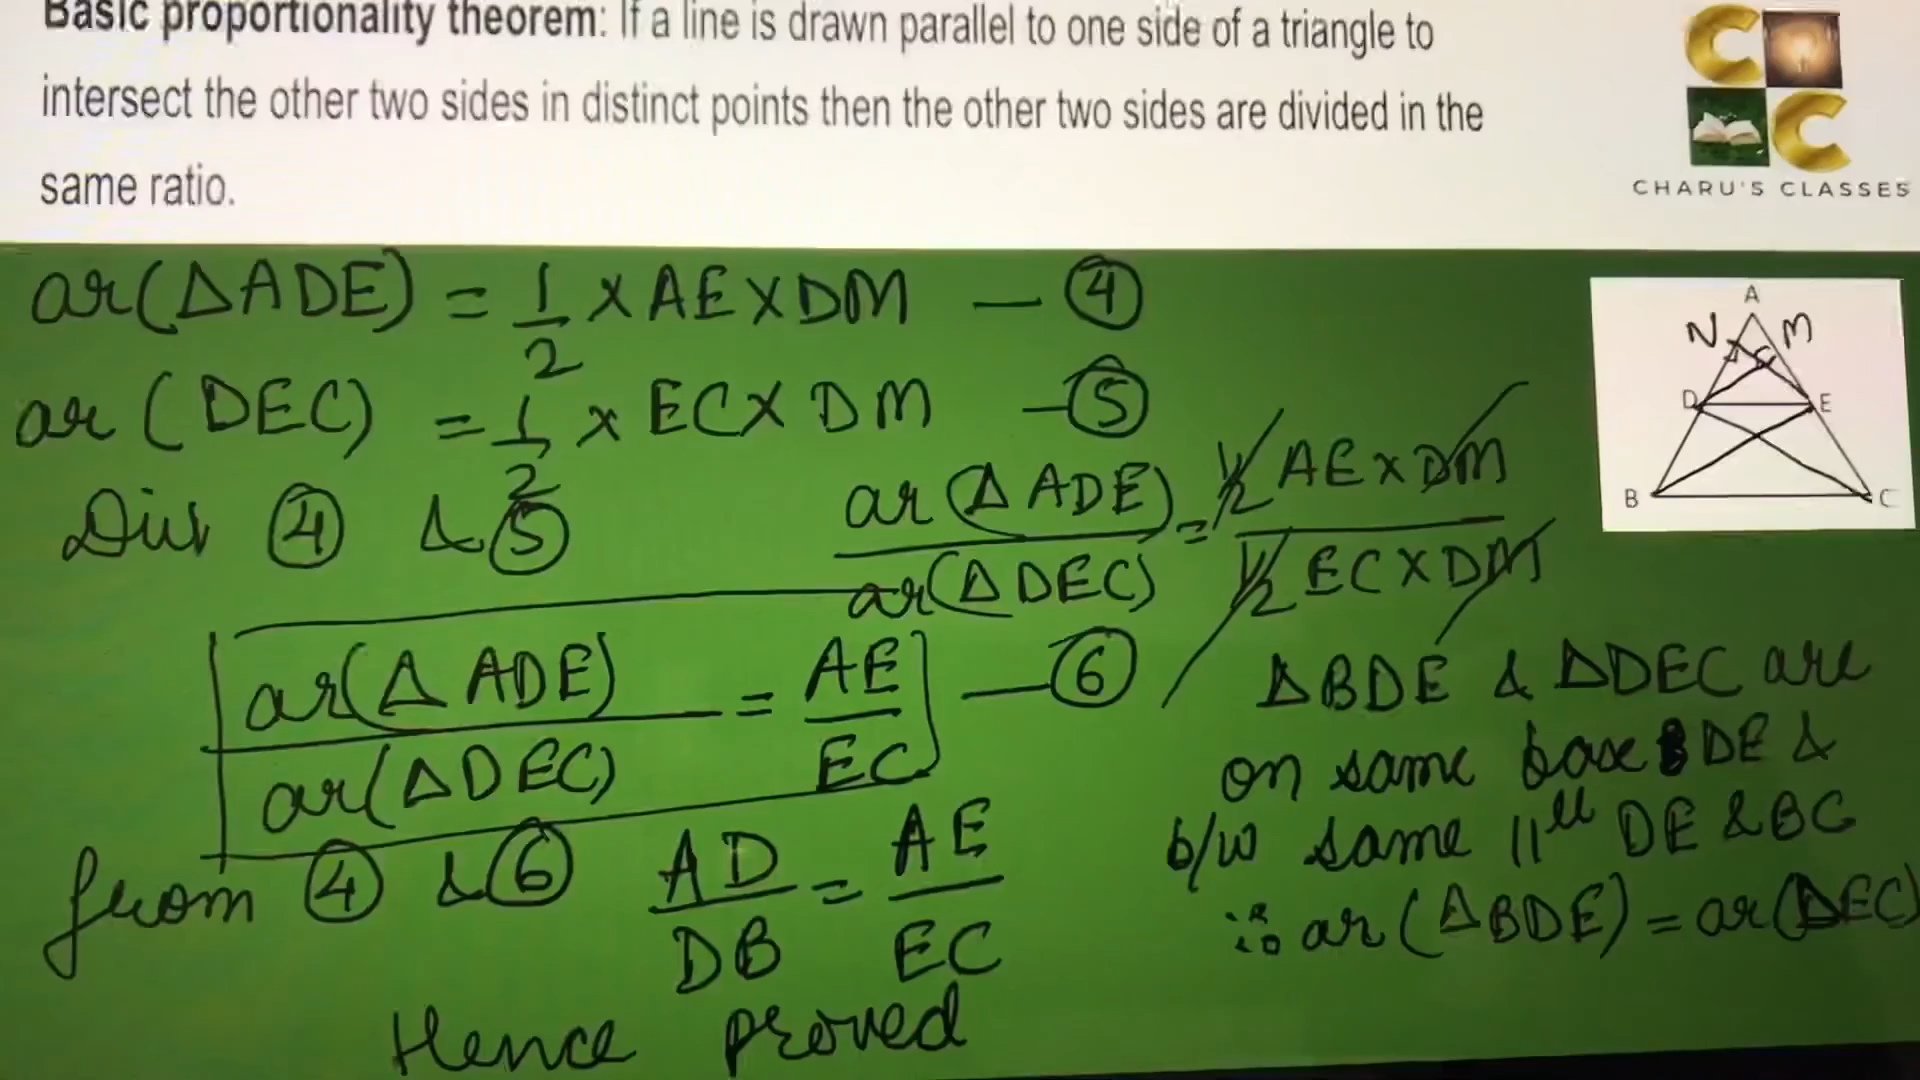 Basic proportionality theorem: If a line is drawn parallel to one side of a triangle to
intersect the other two sides in distinct points then the other two sides are divided in the
same ratio.
CHARU'S CLASSES
ar(ΔADE) = 1/2 × AE × DM — ④
ar(DEC) = 1/2 × EC × DM — ⑤
Div ④ & ⑤
ar(ΔADE)/ar(ΔDEC) = 1/2 AE × DM / 1/2 EC × DM
ar(ΔADE)/ar(ΔDEC) = AE/EC — ⑥
from ④ & ⑥ AD/DB = AE/EC
Hence proved
ΔBDE & ΔDEC are
on same base DE &
b/w same ||ll DE & BC
∴ ar(ΔBDE) = ar(DEC)
A
N M
D E
B C